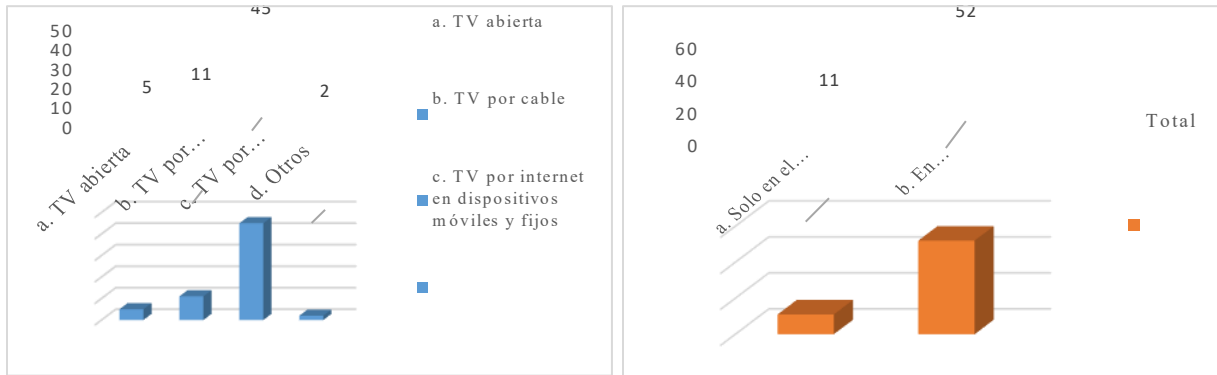 45
50
40
30
20
10
0
5
11
2
a. TV abierta
b. TV por...
c. TV por...
d. Otros
a. TV abierta
b. TV por cable
c. TV por internet
en dispositivos
móviles y fijos
52
60
40
20
0
11
a. Solo en el...
b. En...
Total